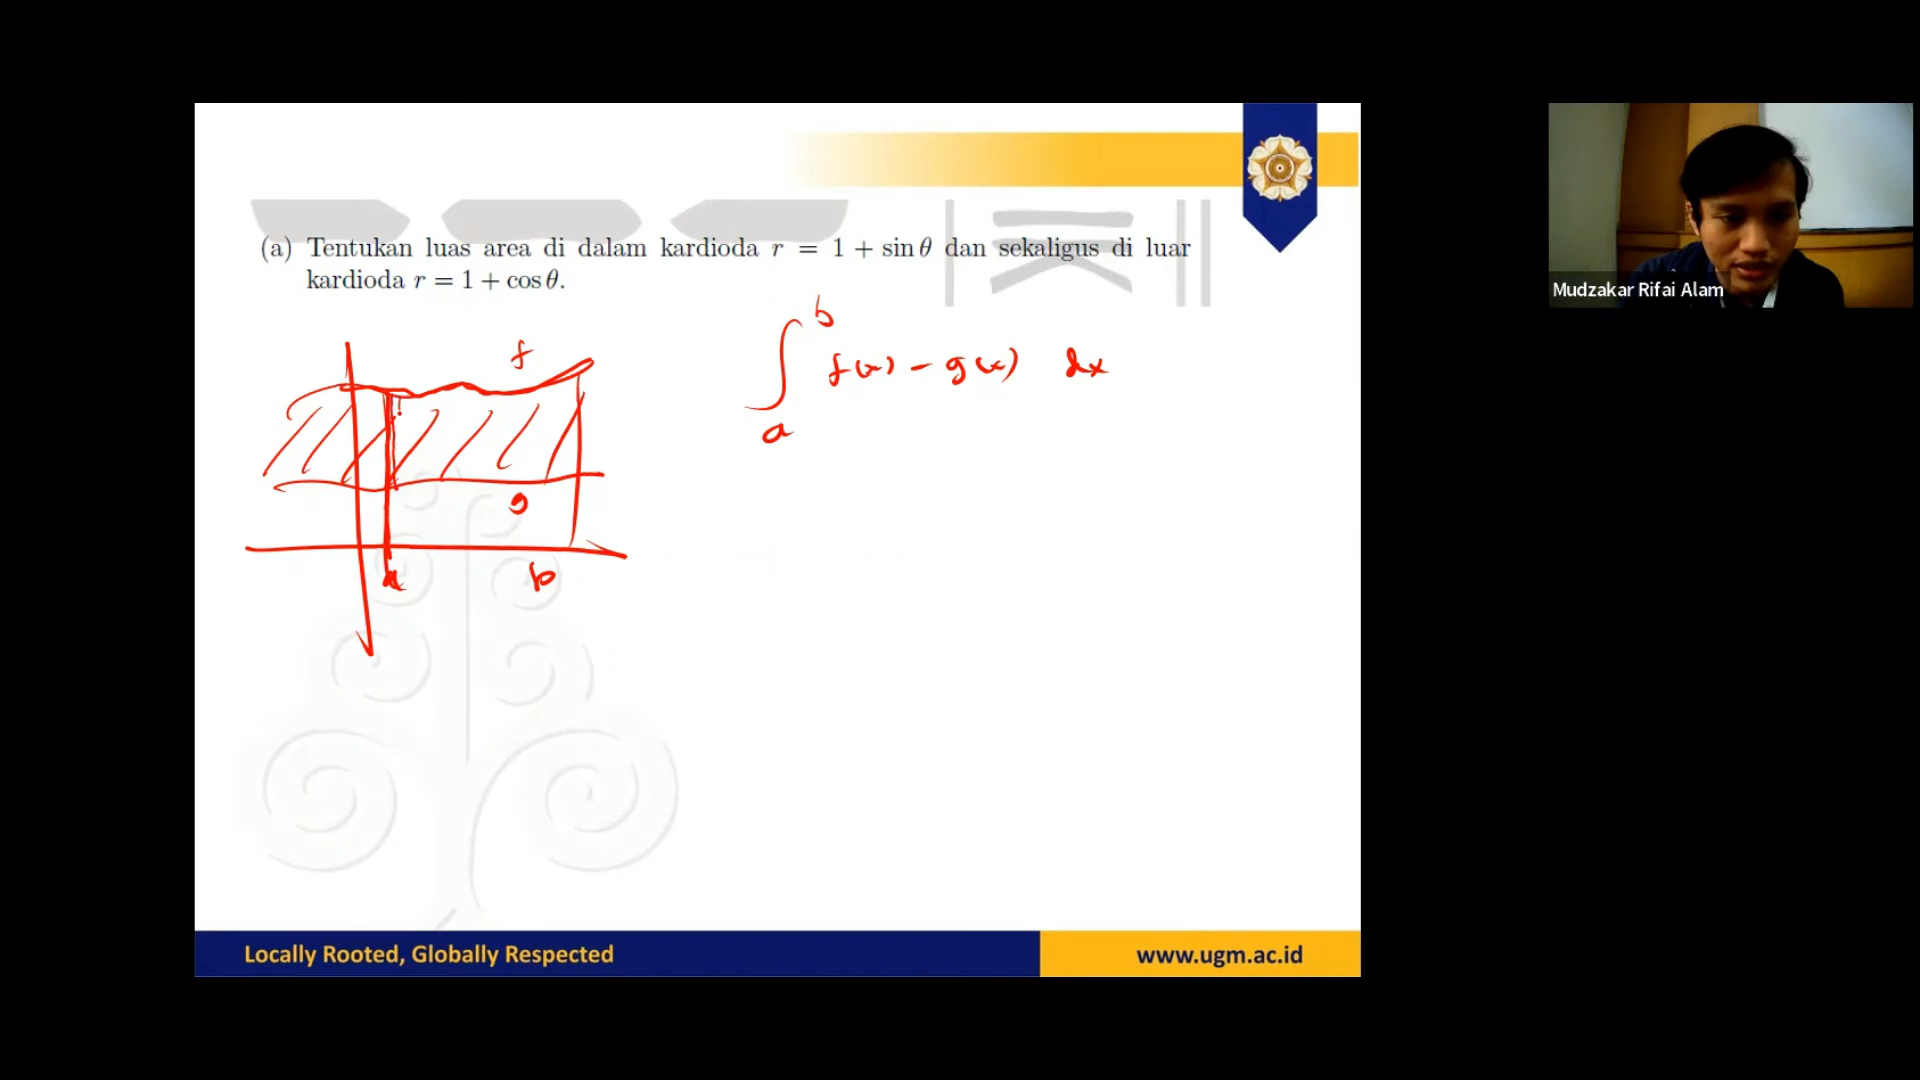 (a) Tentukan luas area di dalam kardioda r = 1 + sin θ dan sekaligus di luar
kardioda r = 1 + cos θ.
f
g
a
b
∫
b
a
f(x) - g(x) dx
Mudzakar Rifai Alam
Locally Rooted, Globally Respected
www.ugm.ac.id